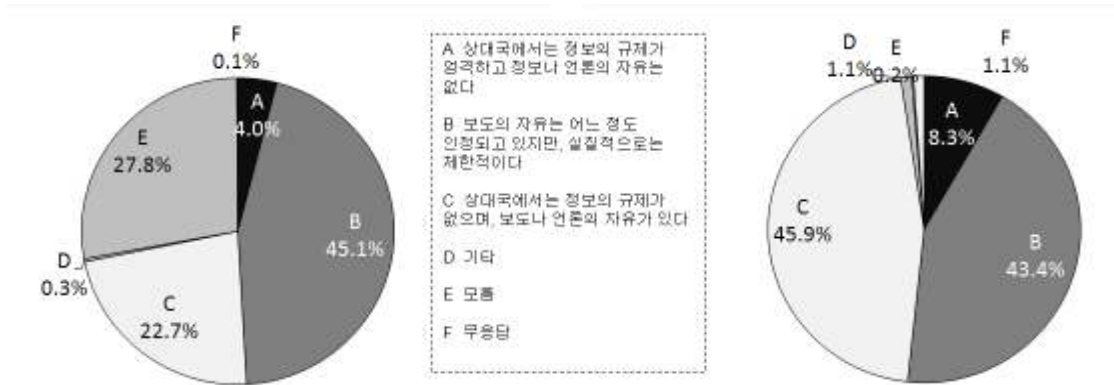 F
0.1%
A
4.0%
E
27.8%
B
45.1%
D
0.3%
C
22.7%
A 상대국에서는 정보의 규제가
엄격하고 정보나 언론의 자유는
없다
B 보도의 자유는 어느 정도
인정되고 있지만, 실질적으로는
제한적이다
C 상대국에서는 정보의 규제가
없으며, 보도나 언론의 자유가 있다
D 기타
E 모름
F 무응답
D
1.1%
E
0.2%
F
1.1%
A
8.3%
C
45.9%
B
43.4%